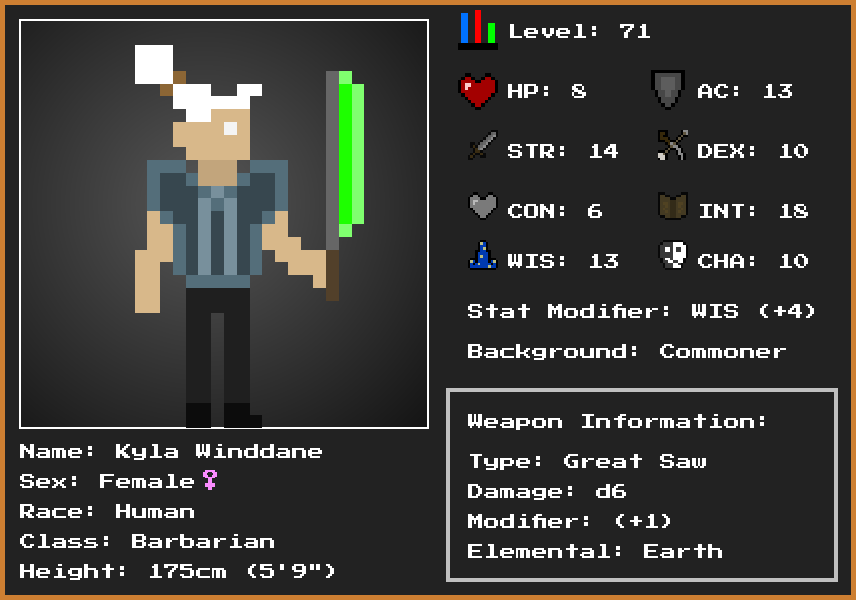 Level: 71
HP: 8 AC: 13
STR: 14 DEX: 10
CON: 6 INT: 18
WIS: 13 CHA: 10
Stat Modifier: WIS (+4)
Background: Commoner
Weapon Information:
Type: Great Saw
Damage: d6
Modifier: (+1)
Elemental: Earth
Name: Kyla Winddane
Sex: Female♀
Race: Human
Class: Barbarian
Height: 175cm (5'9")